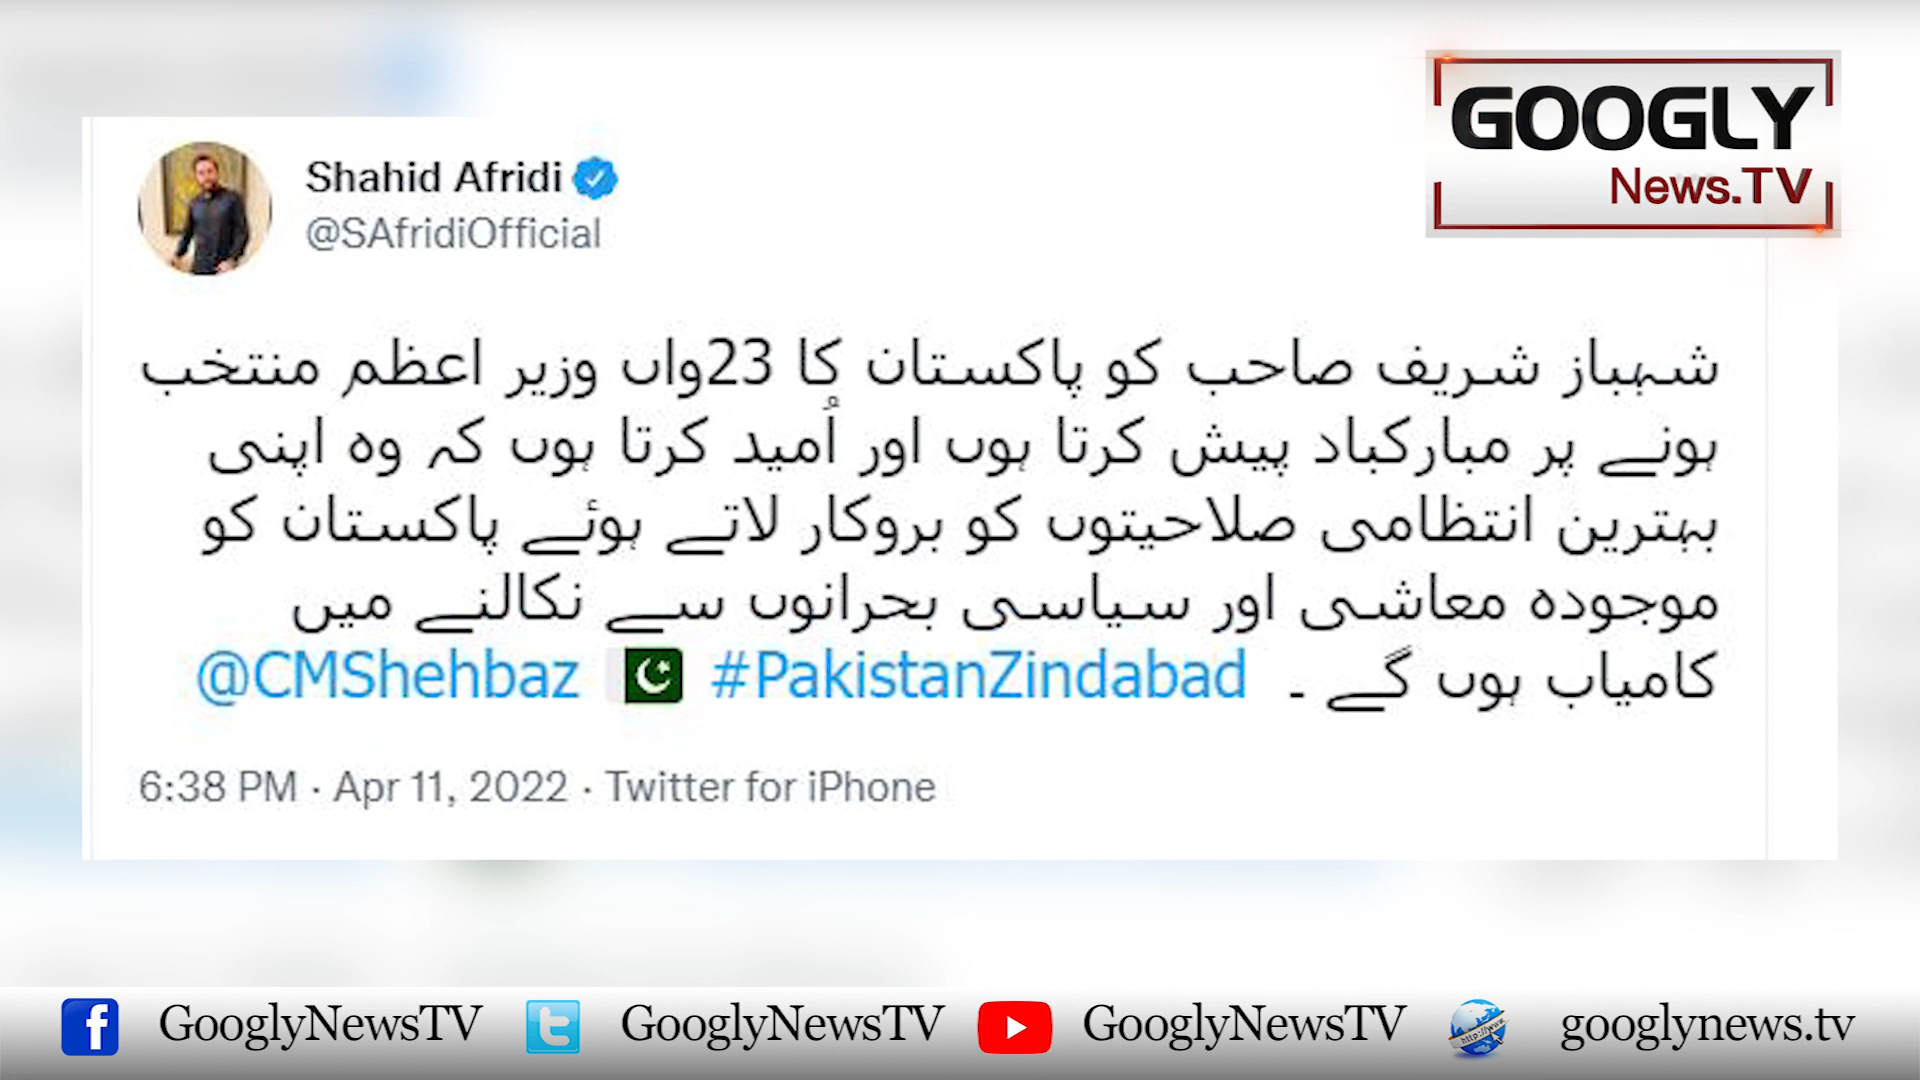 GOOGLY
News.TV
Shahid Afridi
@SAfridiOfficial
شہباز شریف صاحب کو پاکستان کا 23واں وزیر اعظم منتخب
ہونے پر مبارکباد پیش کرتا ہوں اور اُمید کرتا ہوں کہ وہ اپنی
بہترین انتظامی صلاحیتوں کو بروکار لاتے ہوئے پاکستان کو
موجودہ معاشی اور سیاسی بحرانوں سے نکالنے میں
کامیاب ہوں گے ۔ #PakistanZindabad 🇵🇰 @CMShehbaz
6:38 PM · Apr 11, 2022 · Twitter for iPhone
GooglyNewsTV GooglyNewsTV GooglyNewsTV http://www. googlynews.tv